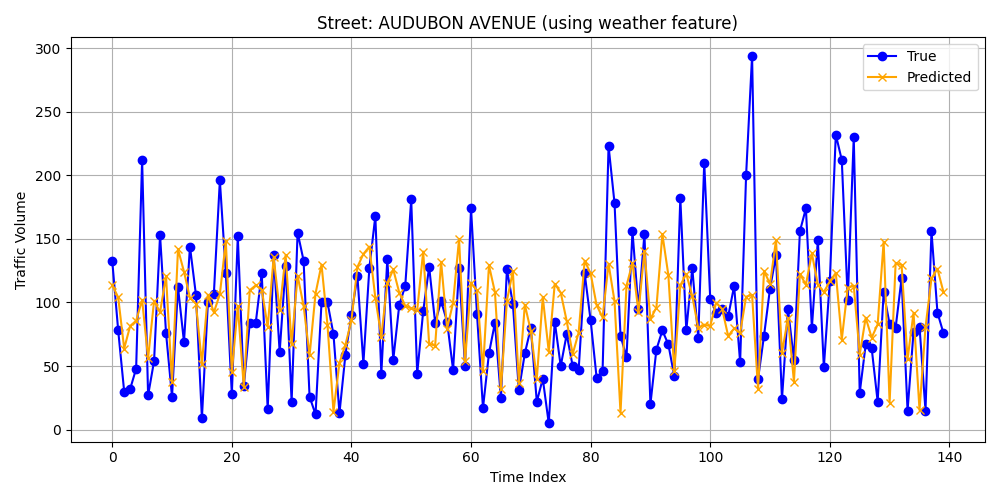 Street: AUDUBON AVENUE (using weather feature)
True
Predicted
300
250
200
150
100
50
0
Traffic Volume
0 20 40 60 80 100 120 140
Time Index